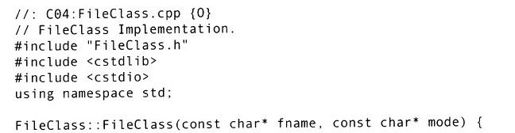 //: C04:FileClass.cpp {O}
// FileClass Implementation.
#include "FileClass.h"
#include <cstdlib>
#include <cstdio>
using namespace std;
FileClass::FileClass(const char* fname, const char* mode) {